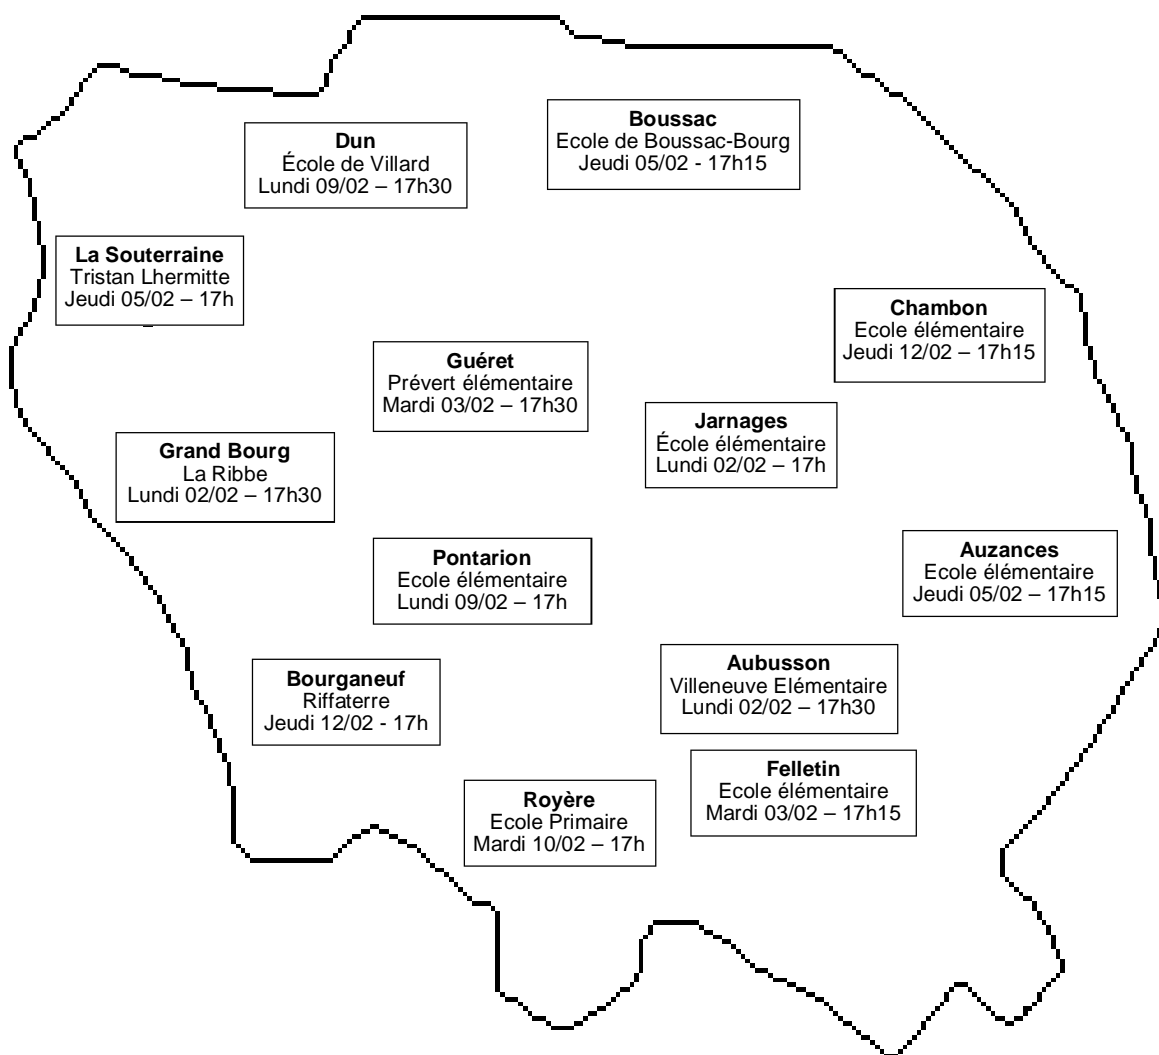 Boussac
Ecole de Boussac-Bourg
Jeudi 05/02 - 17h15
Dun
École de Villard
Lundi 09/02 – 17h30
La Souterraine
Tristan Lhermitte
Jeudi 05/02 – 17h
Chambon
Ecole élémentaire
Jeudi 12/02 – 17h15
Guéret
Prévert élémentaire
Mardi 03/02 – 17h30
Jarnages
École élémentaire
Lundi 02/02 – 17h
Grand Bourg
La Ribbe
Lundi 02/02 – 17h30
Pontarion
Ecole élémentaire
Lundi 09/02 – 17h
Auzances
Ecole élémentaire
Jeudi 05/02 – 17h15
Bourganeuf
Riffaterre
Jeudi 12/02 - 17h
Aubusson
Villeneuve Elémentaire
Lundi 02/02 – 17h30
Felletin
Ecole élémentaire
Mardi 03/02 – 17h15
Royère
Ecole Primaire
Mardi 10/02 – 17h